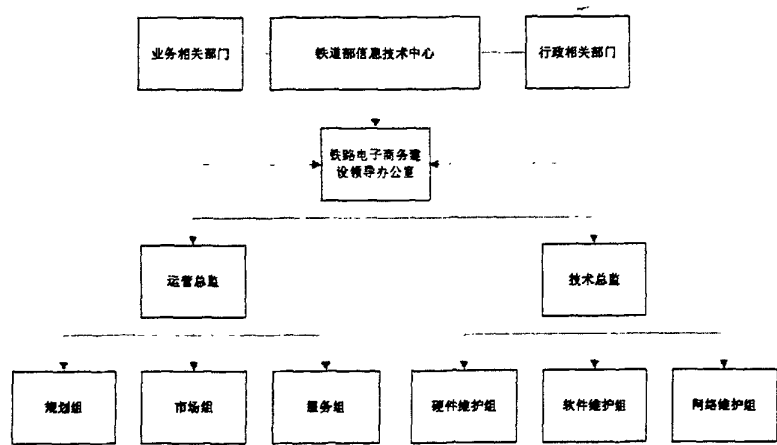 业务相关部门
铁道部信息技术中心
行政相关部门
铁路电子商务建
设领导办公室
运营总监
技术总监
规划组
市场组
服务组
硬件维护组
软件维护组
网络维护组